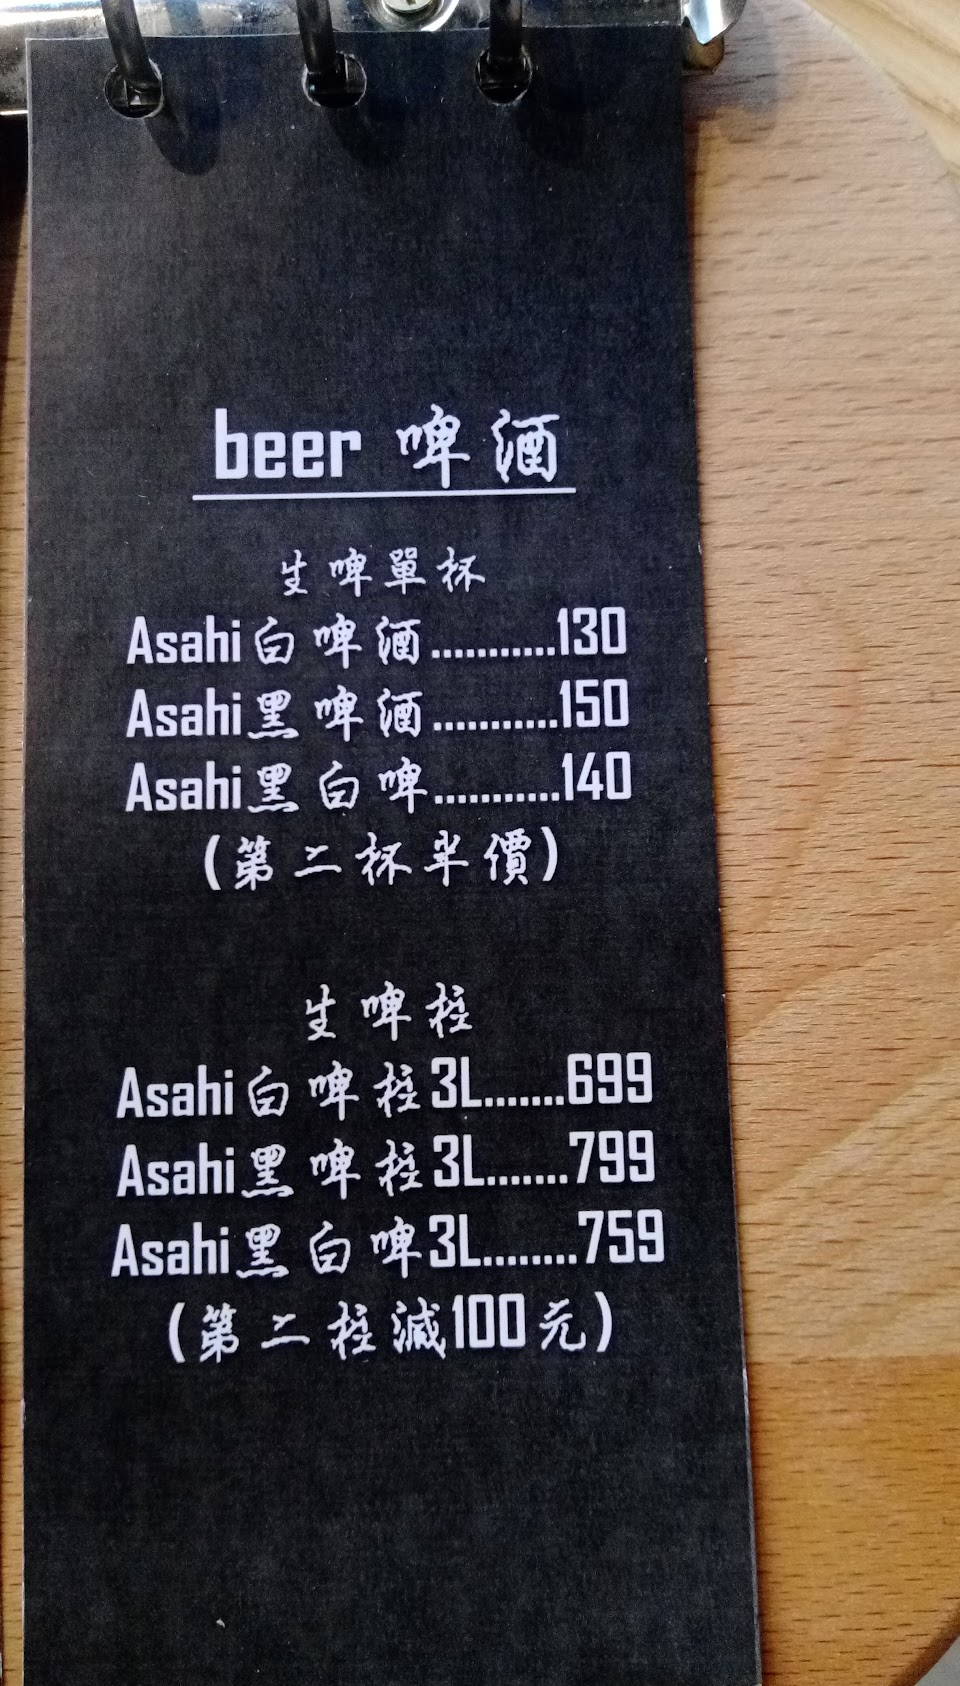 beer 啤酒
生啤單杯
Asahi白啤酒...........130
Asahi黑啤酒...........150
Asahi黑白啤...........140
(第二杯半價)
生啤柱
Asahi白啤柱3L.......699
Asahi黑啤柱3L.......799
Asahi黑白啤3L........759
(第二柱減100元)